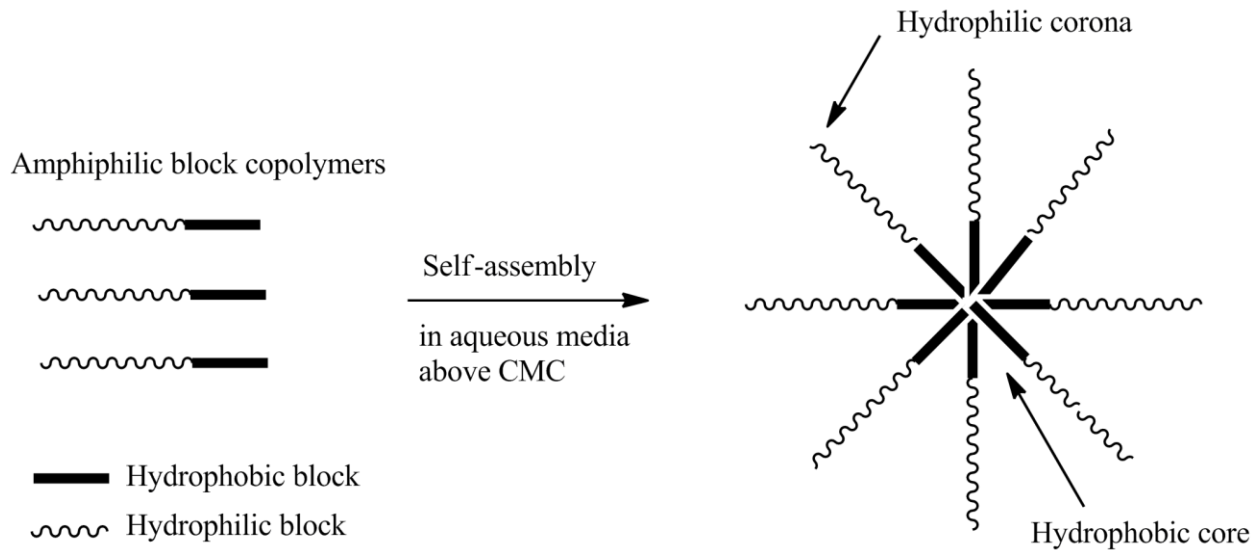 Hydrophilic corona
Amphiphilic block copolymers
Self-assembly
in aqueous media
above CMC
Hydrophobic block
Hydrophilic block
Hydrophobic core